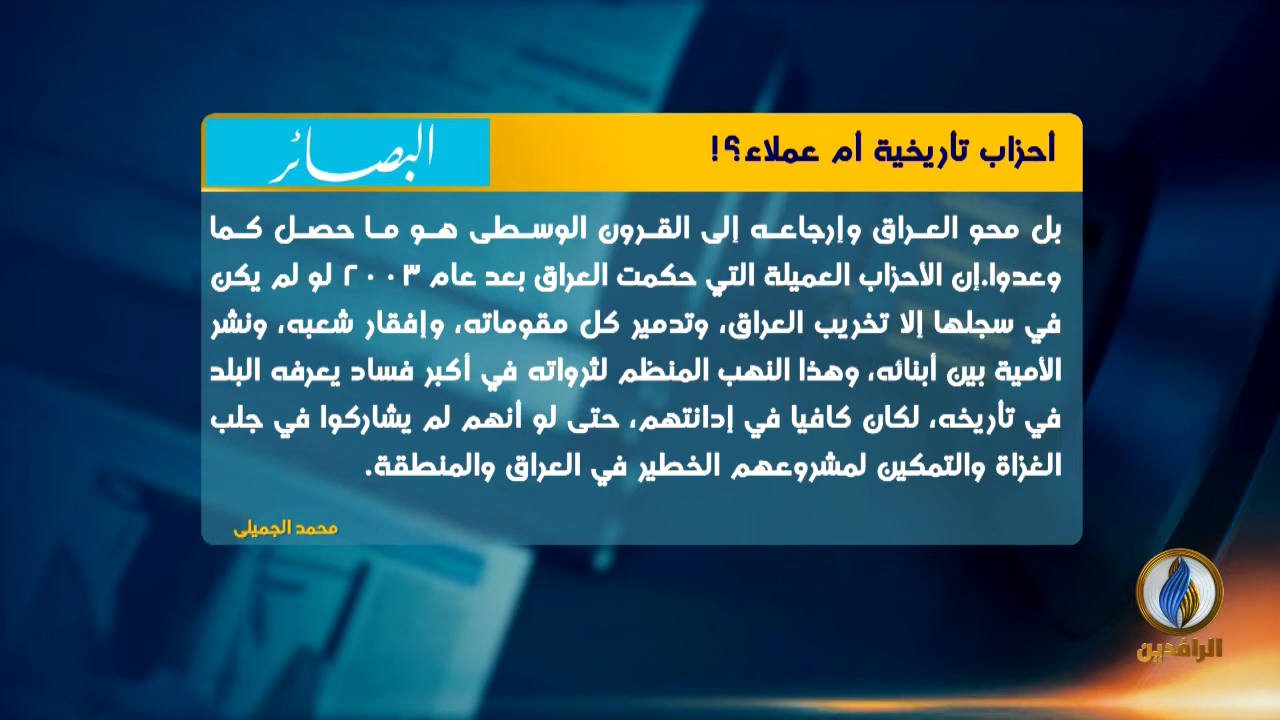 أحزاب تأريخية أم عملاء؟!
البصائر
بل محو العراق وإرجاعه إلى القرون الوسطى هو ما حصل كما
وعدوا.إن الأحزاب العميلة التي حكمت العراق بعد عام ٢٠٠٣ لو لم يكن
في سجلها إلا تخريب العراق، وتدمير كل مقوماته، وإفقار شعبه، ونشر
الأمية بين أبنائه، وهذا النهب المنظم لثرواته في أكبر فساد يعرفه البلد
في تأريخه، لكان كافيا في إدانتهم، حتى لو أنهم لم يشاركوا في جلب
الغزاة والتمكين لمشروعهم الخطير في العراق والمنطقة.
محمد الجميلي
الرافدين